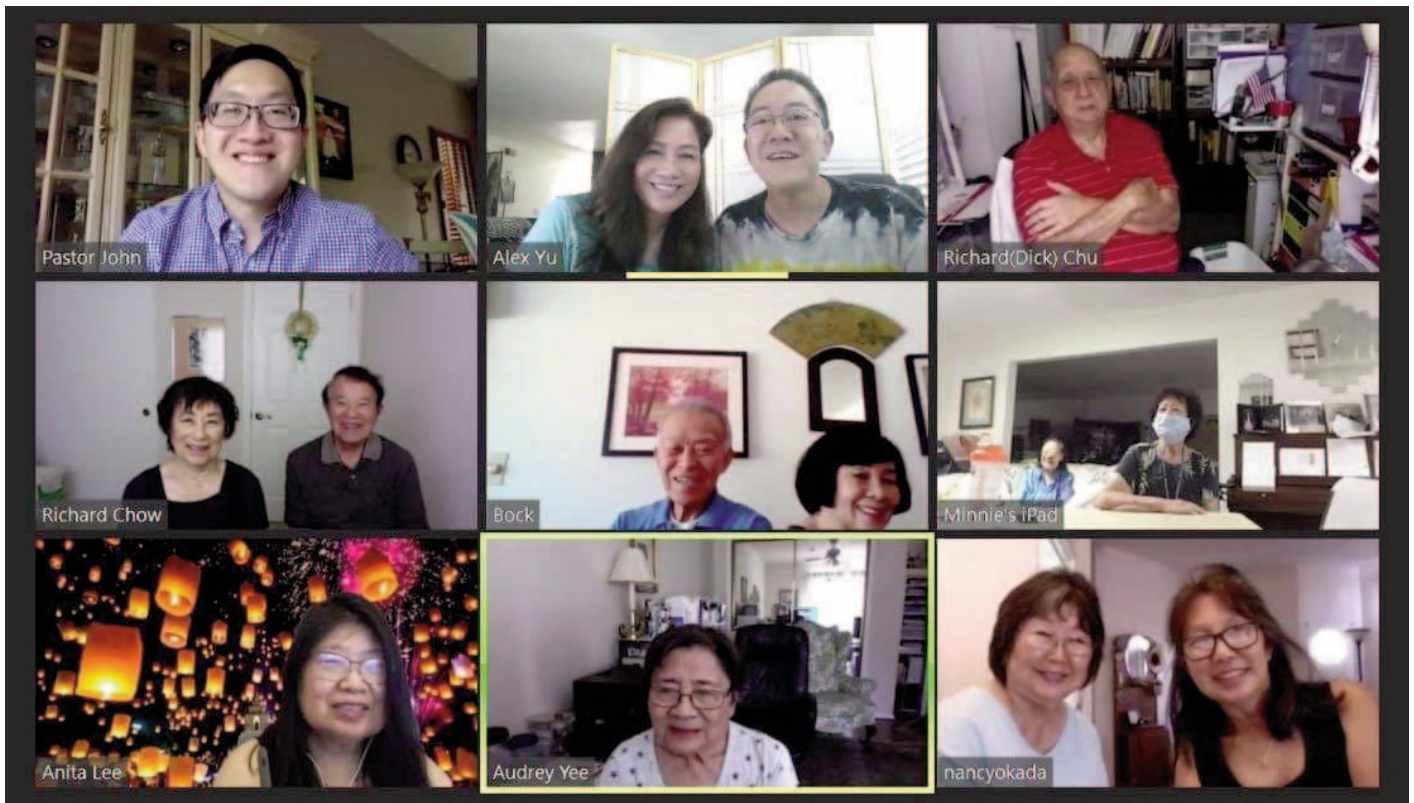 Pastor John
Alex Yu
Richard(Dick) Chu
Richard Chow
Bock
Minnie's iPad
Anita Lee
Audrey Yee
nancyokada